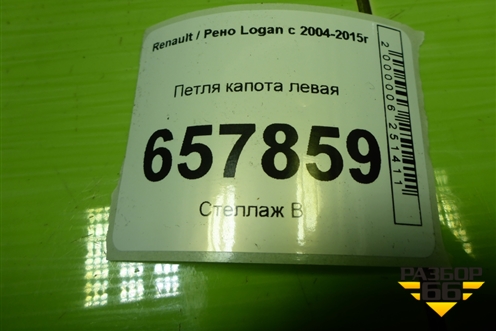 Renault / Рено Logan с 2004-2015г
Петля капота левая
657859
Стеллаж В
2000006251411
РАЗБОР
66